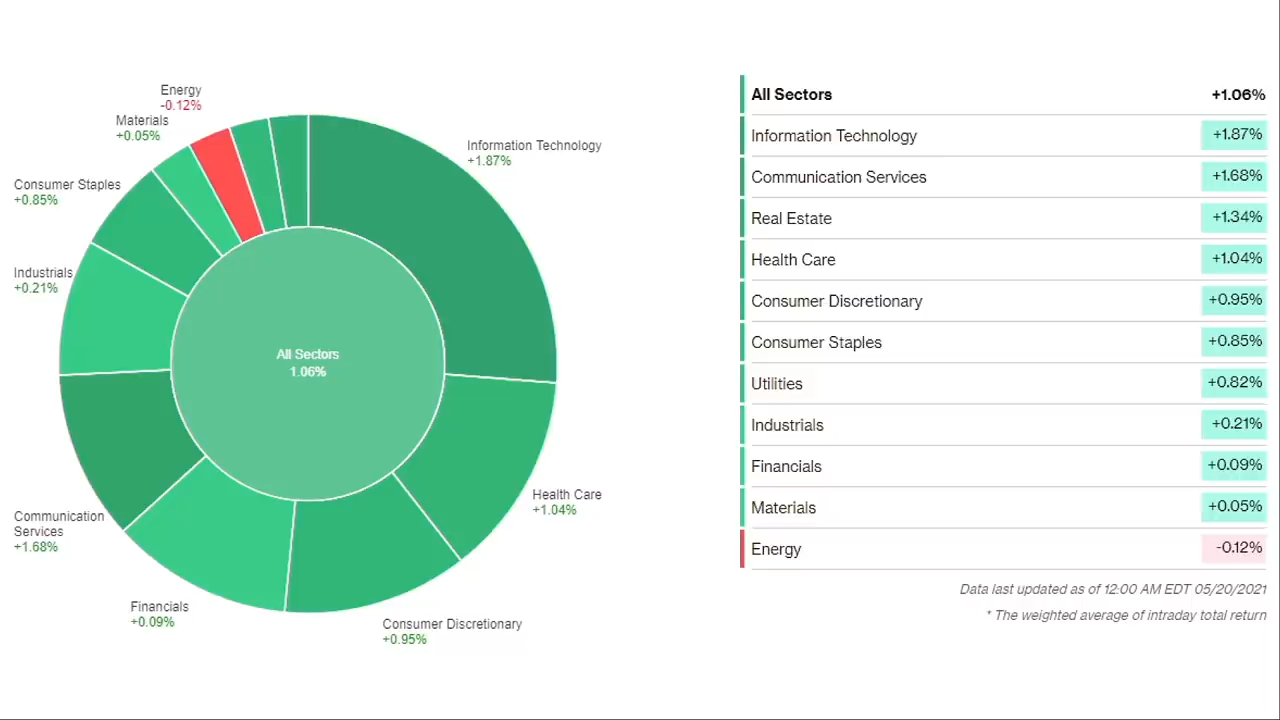 Energy
-0.12%
Materials
+0.05%
Consumer Staples
+0.85%
Industrials
+0.21%
Communication
Services
+1.68%
Financials
+0.09%
Consumer Discretionary
+0.95%
Health Care
+1.04%
Information Technology
+1.87%
All Sectors
1.06%
All Sectors +1.06%
Information Technology +1.87%
Communication Services +1.68%
Real Estate +1.34%
Health Care +1.04%
Consumer Discretionary +0.95%
Consumer Staples +0.85%
Utilities +0.82%
Industrials +0.21%
Financials +0.09%
Materials +0.05%
Energy -0.12%
Data last updated as of 12:00 AM EDT 05/20/2021
* The weighted average of intraday total return